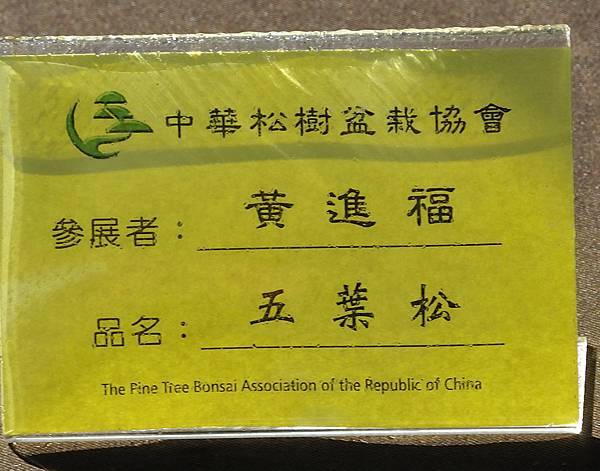 中華松樹盆栽協會
參展者：黃進福
品名：五葉松
The Pine Tree Bonsai Association of the Republic of China